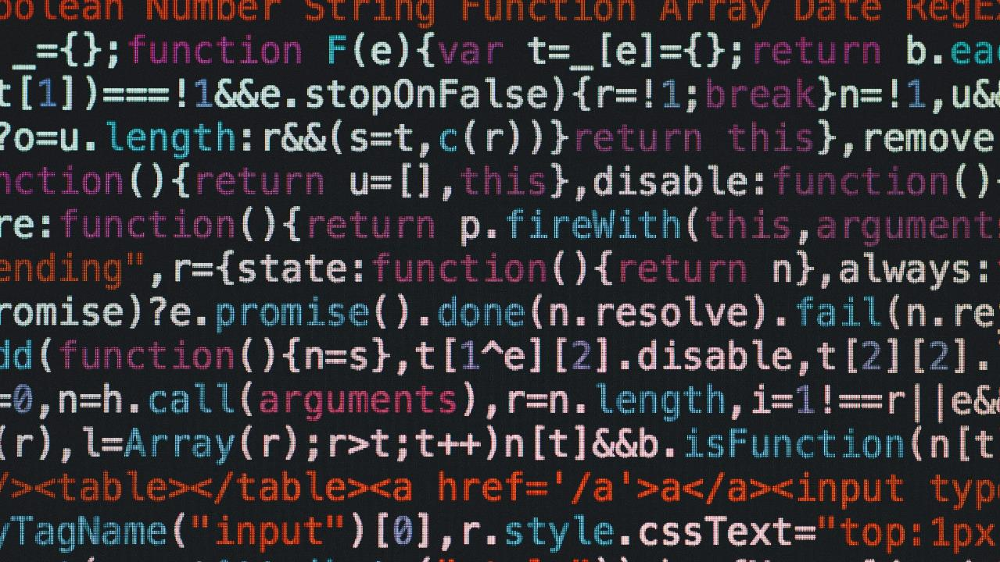 oolean Number String Function Array Date RegEx
_={};function F(e){var t=_[e]={};return b.eac
t[1])===!1&&e.stopOnFalse){r=!1;break}n=!1,u&&
?o=u.length:r&&(s=t,c(r))}return this},remove
nction(){return u=[],this},disable:function()
re:function(){return p.fireWith(this,argument
ending",r={state:function(){return n},always:
romise)?e.promise().done(n.resolve).fail(n.re
dd(function(){n=s},t[1^e][2].disable,t[2][2].
=0,n=h.call(arguments),r=n.length,i=1!==r||e&&
(r),l=Array(r);r>t;t++)n[t]&&b.isFunction(n[t
/><table></table><a href='/a'>a</a><input typ
yTagName("input")[0],r.style.cssText="top:1px